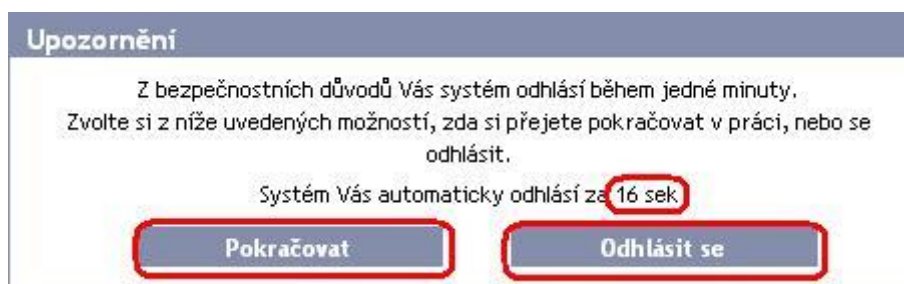 Upozornění
Z bezpečnostních důvodů Vás systém odhlásí během jedné minuty.
Zvolte si z níže uvedených možností, zda si přejete pokračovat v práci, nebo se
odhlásit.
Systém Vás automaticky odhlásí za 16 sek
Pokračovat Odhlásit se